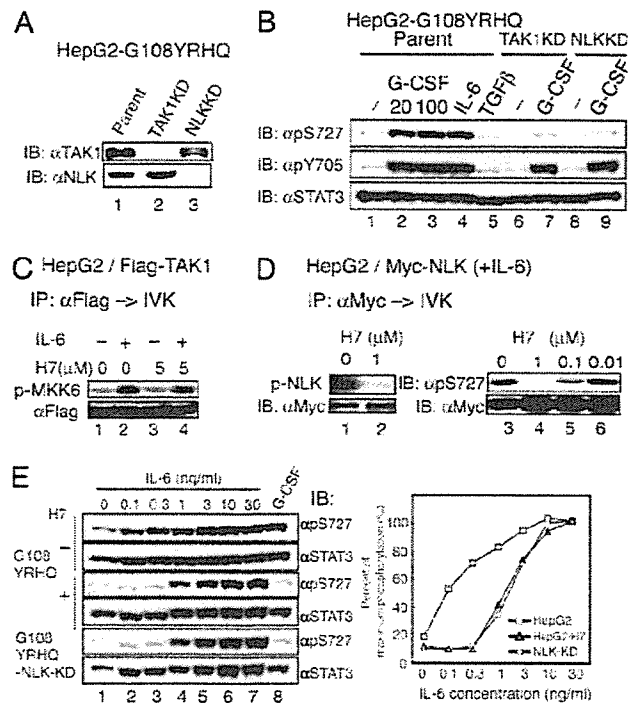 A
HepG2-G108YRHQ
Parent
TAK1KD
NLKKD
IB: αTAK1
IB: αNLK
1 2 3
B
HepG2-G108YRHQ
Parent TAK1KD NLKKD
G-CSF
- 20 100 IL-6 TGFβ - G-CSF - G-CSF
IB: αpS727
IB: αpY705
IB: αSTAT3
1 2 3 4 5 6 7 8 9
C
HepG2 / Flag-TAK1
IP: αFlag -> IVK
IL-6 - + - +
H7(μM) 0 0 5 5
p-MKK6
αFlag
1 2 3 4
D
HepG2 / Myc-NLK (+IL-6)
IP: αMyc -> IVK
H7 (μM)
0 1
p-NLK
IB: αMyc
1 2
H7 (μM)
0 1 0.1 0.01
IB: αpS727
IB: αMyc
3 4 5 6
E
IL-6 (ng/ml)
H7 0 0.1 0.3 1 3 10 30 G-CSF IB:
- αpS727
G108 αSTAT3
YRHQ
+ αpS727
αSTAT3
G108 αpS727
YRHQ
-NLK-KD αSTAT3
1 2 3 4 5 6 7 8
100
80
60
40
20
0
HepG2
HepG2+H7
NLK-KD
0 0.1 0.3 1 3 10 30
IL-6 concentration (ng/ml)